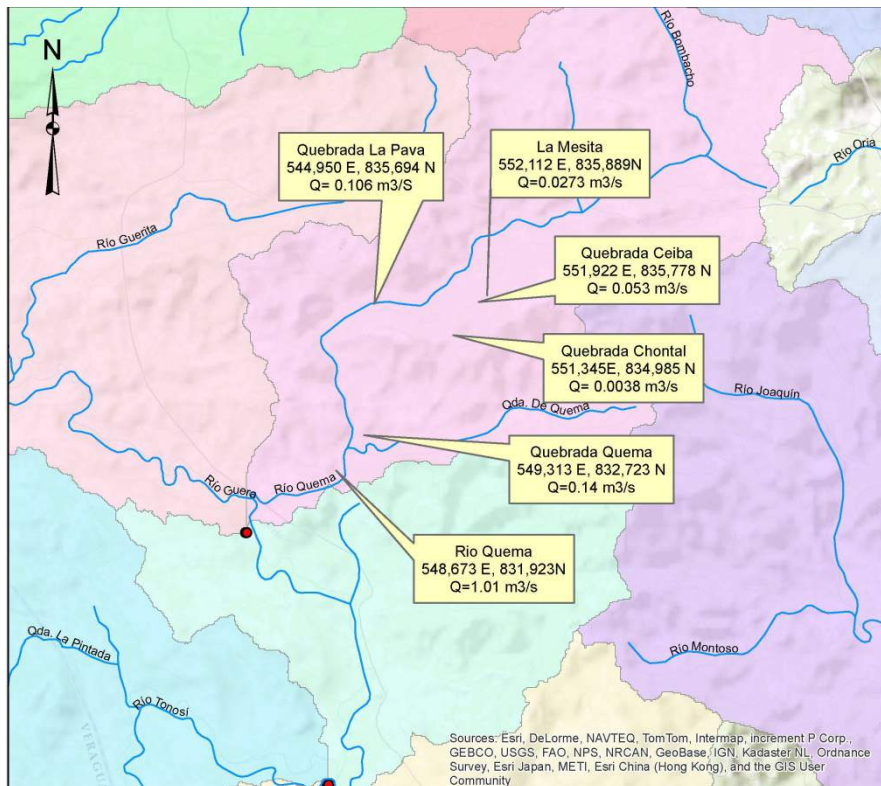 N
Río Bombacho
Río Oria
Quebrada La Pava
544,950 E, 835,694 N
Q= 0.106 m3/S
La Mesita
552,112 E, 835,889N
Q=0.0273 m3/s
Río Guerita
Quebrada Ceiba
551,922 E, 835,778 N
Q= 0.053 m3/s
Quebrada Chontal
551,345E, 834,985 N
Q= 0.0038 m3/s
Río Joaquín
Qda. De Quema
Quebrada Quema
549,313 E, 832,723 N
Q=0.14 m3/s
Río Guera
Río Quema
Rio Quema
548,673 E, 831,923N
Q=1.01 m3/s
Qda. La Pintada
Río Montoso
Río Tonosí
VERAGUA
Sources: Esri, DeLorme, NAVTEQ, TomTom, Intermap, increment P Corp.,
GEBCO, USGS, FAO, NPS, NRCAN, GeoBase, IGN, Kadaster NL, Ordnance
Survey, Esri Japan, METI, Esri China (Hong Kong), and the GIS User
Community